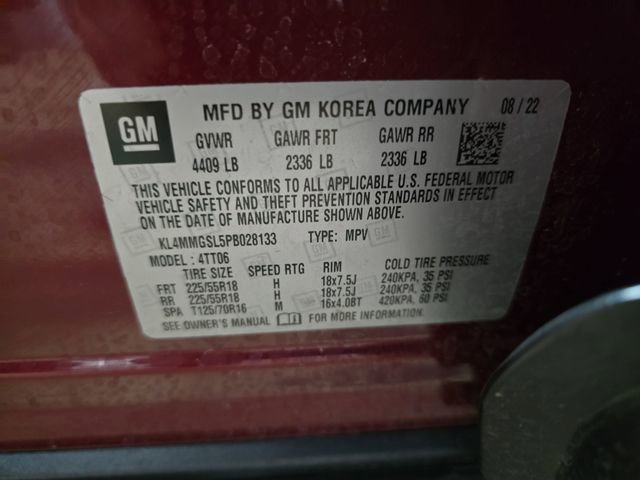 GM MFD BY GM KOREA COMPANY 08 / 22
GVWR GAWR FRT GAWR RR
4409 LB 2336 LB 2336 LB
THIS VEHICLE CONFORMS TO ALL APPLICABLE U.S. FEDERAL MOTOR
VEHICLE SAFETY AND THEFT PREVENTION STANDARDS IN EFFECT
ON THE DATE OF MANUFACTURE SHOWN ABOVE.
KL4MMGSL5PB028133 TYPE: MPV
MODEL : 4TT06
TIRE SIZE SPEED RTG RIM COLD TIRE PRESSURE
FRT 225/55R18 H 18x7.5J 240KPA, 35 PSI
RR 225/55R18 H 18x7.5J 240KPA, 35 PSI
SPA T125/70R16 M 16x4.0BT 420KPA, 60 PSI
SEE OWNER'S MANUAL FOR MORE INFORMATION.